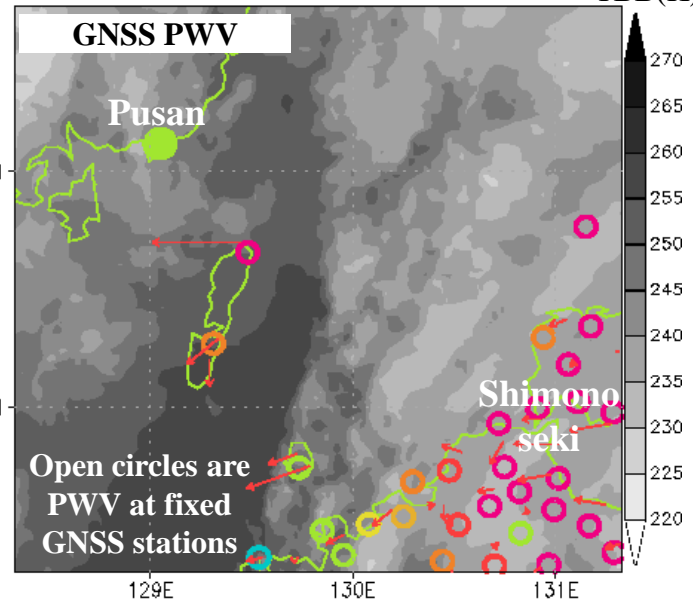 GNSS PWV
Pusan
270
265
260
255
250
245
240
235
230
225
220
Shimono
seki
Open circles are
PWV at fixed
GNSS stations
129E
130E
131E